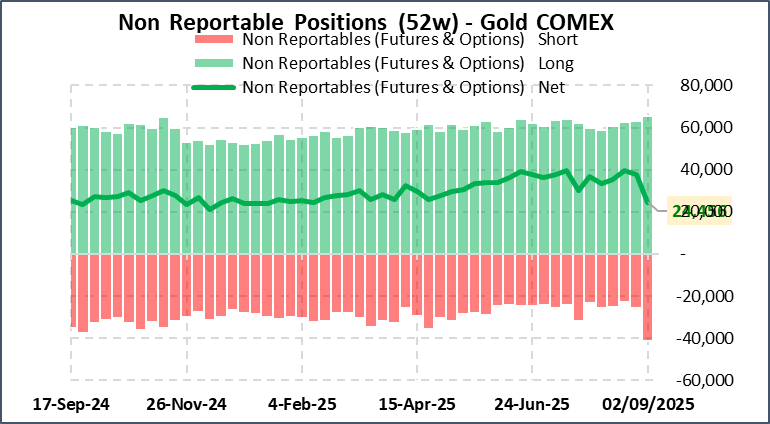 Non Reportable Positions (52w) - Gold COMEX
Non Reportables (Futures & Options) Short
Non Reportables (Futures & Options) Long
Non Reportables (Futures & Options) Net
80,000
60,000
40,000
20,000
-
-20,000
-40,000
-60,000
17-Sep-24
26-Nov-24
4-Feb-25
15-Apr-25
24-Jun-25
02/09/2025